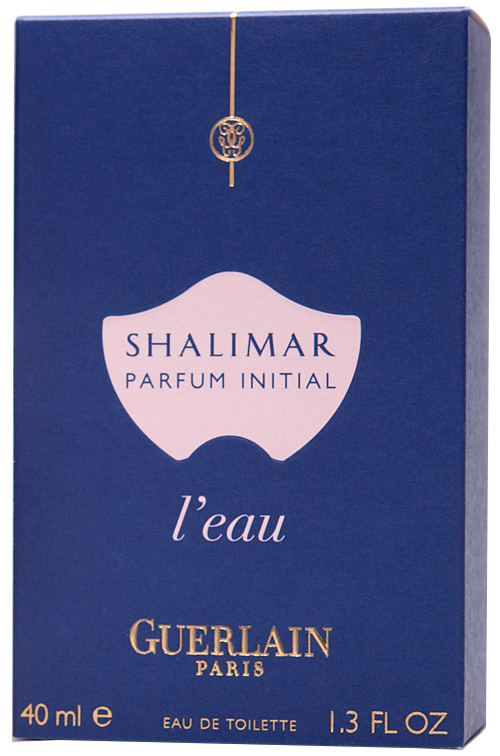 SHALIMAR
PARFUM INITIAL
l'eau
GUERLAIN
PARIS
40 ml e EAU DE TOILETTE 1.3 FL OZ